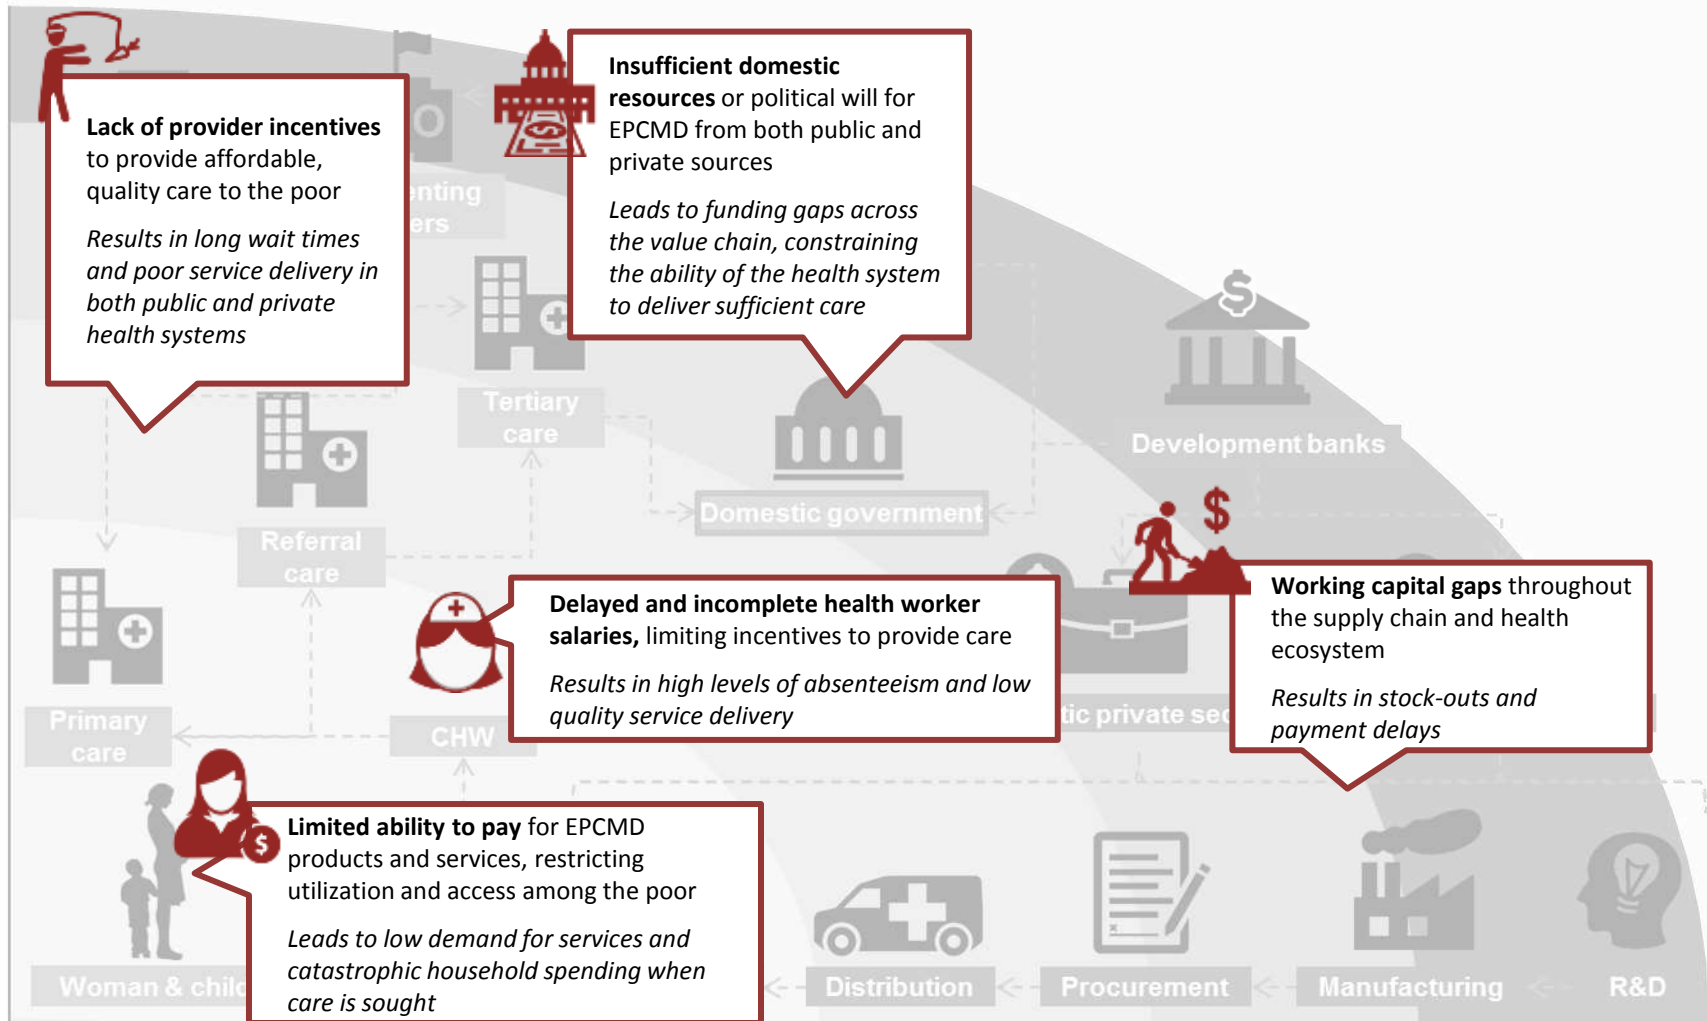 Lack of provider incentives
to provide affordable,
quality care to the poor
Results in long wait times
and poor service delivery in
both public and private
health systems
Insufficient domestic
resources or political will for
EPCMD from both public and
private sources
Leads to funding gaps across
the value chain, constraining
the ability of the health system
to deliver sufficient care
Tertiary
care
Development banks
Domestic government
Referral
care
Delayed and incomplete health worker
salaries, limiting incentives to provide care
Results in high levels of absenteeism and low
quality service delivery
$
Working capital gaps throughout
the supply chain and health
ecosystem
Results in stock-outs and
payment delays
Primary
care
CHW
private
Limited ability to pay for EPCMD
products and services, restricting
utilization and access among the poor
Leads to low demand for services and
catastrophic household spending when
care is sought
Woman & child
Distribution
Procurement
Manufacturing
R&D